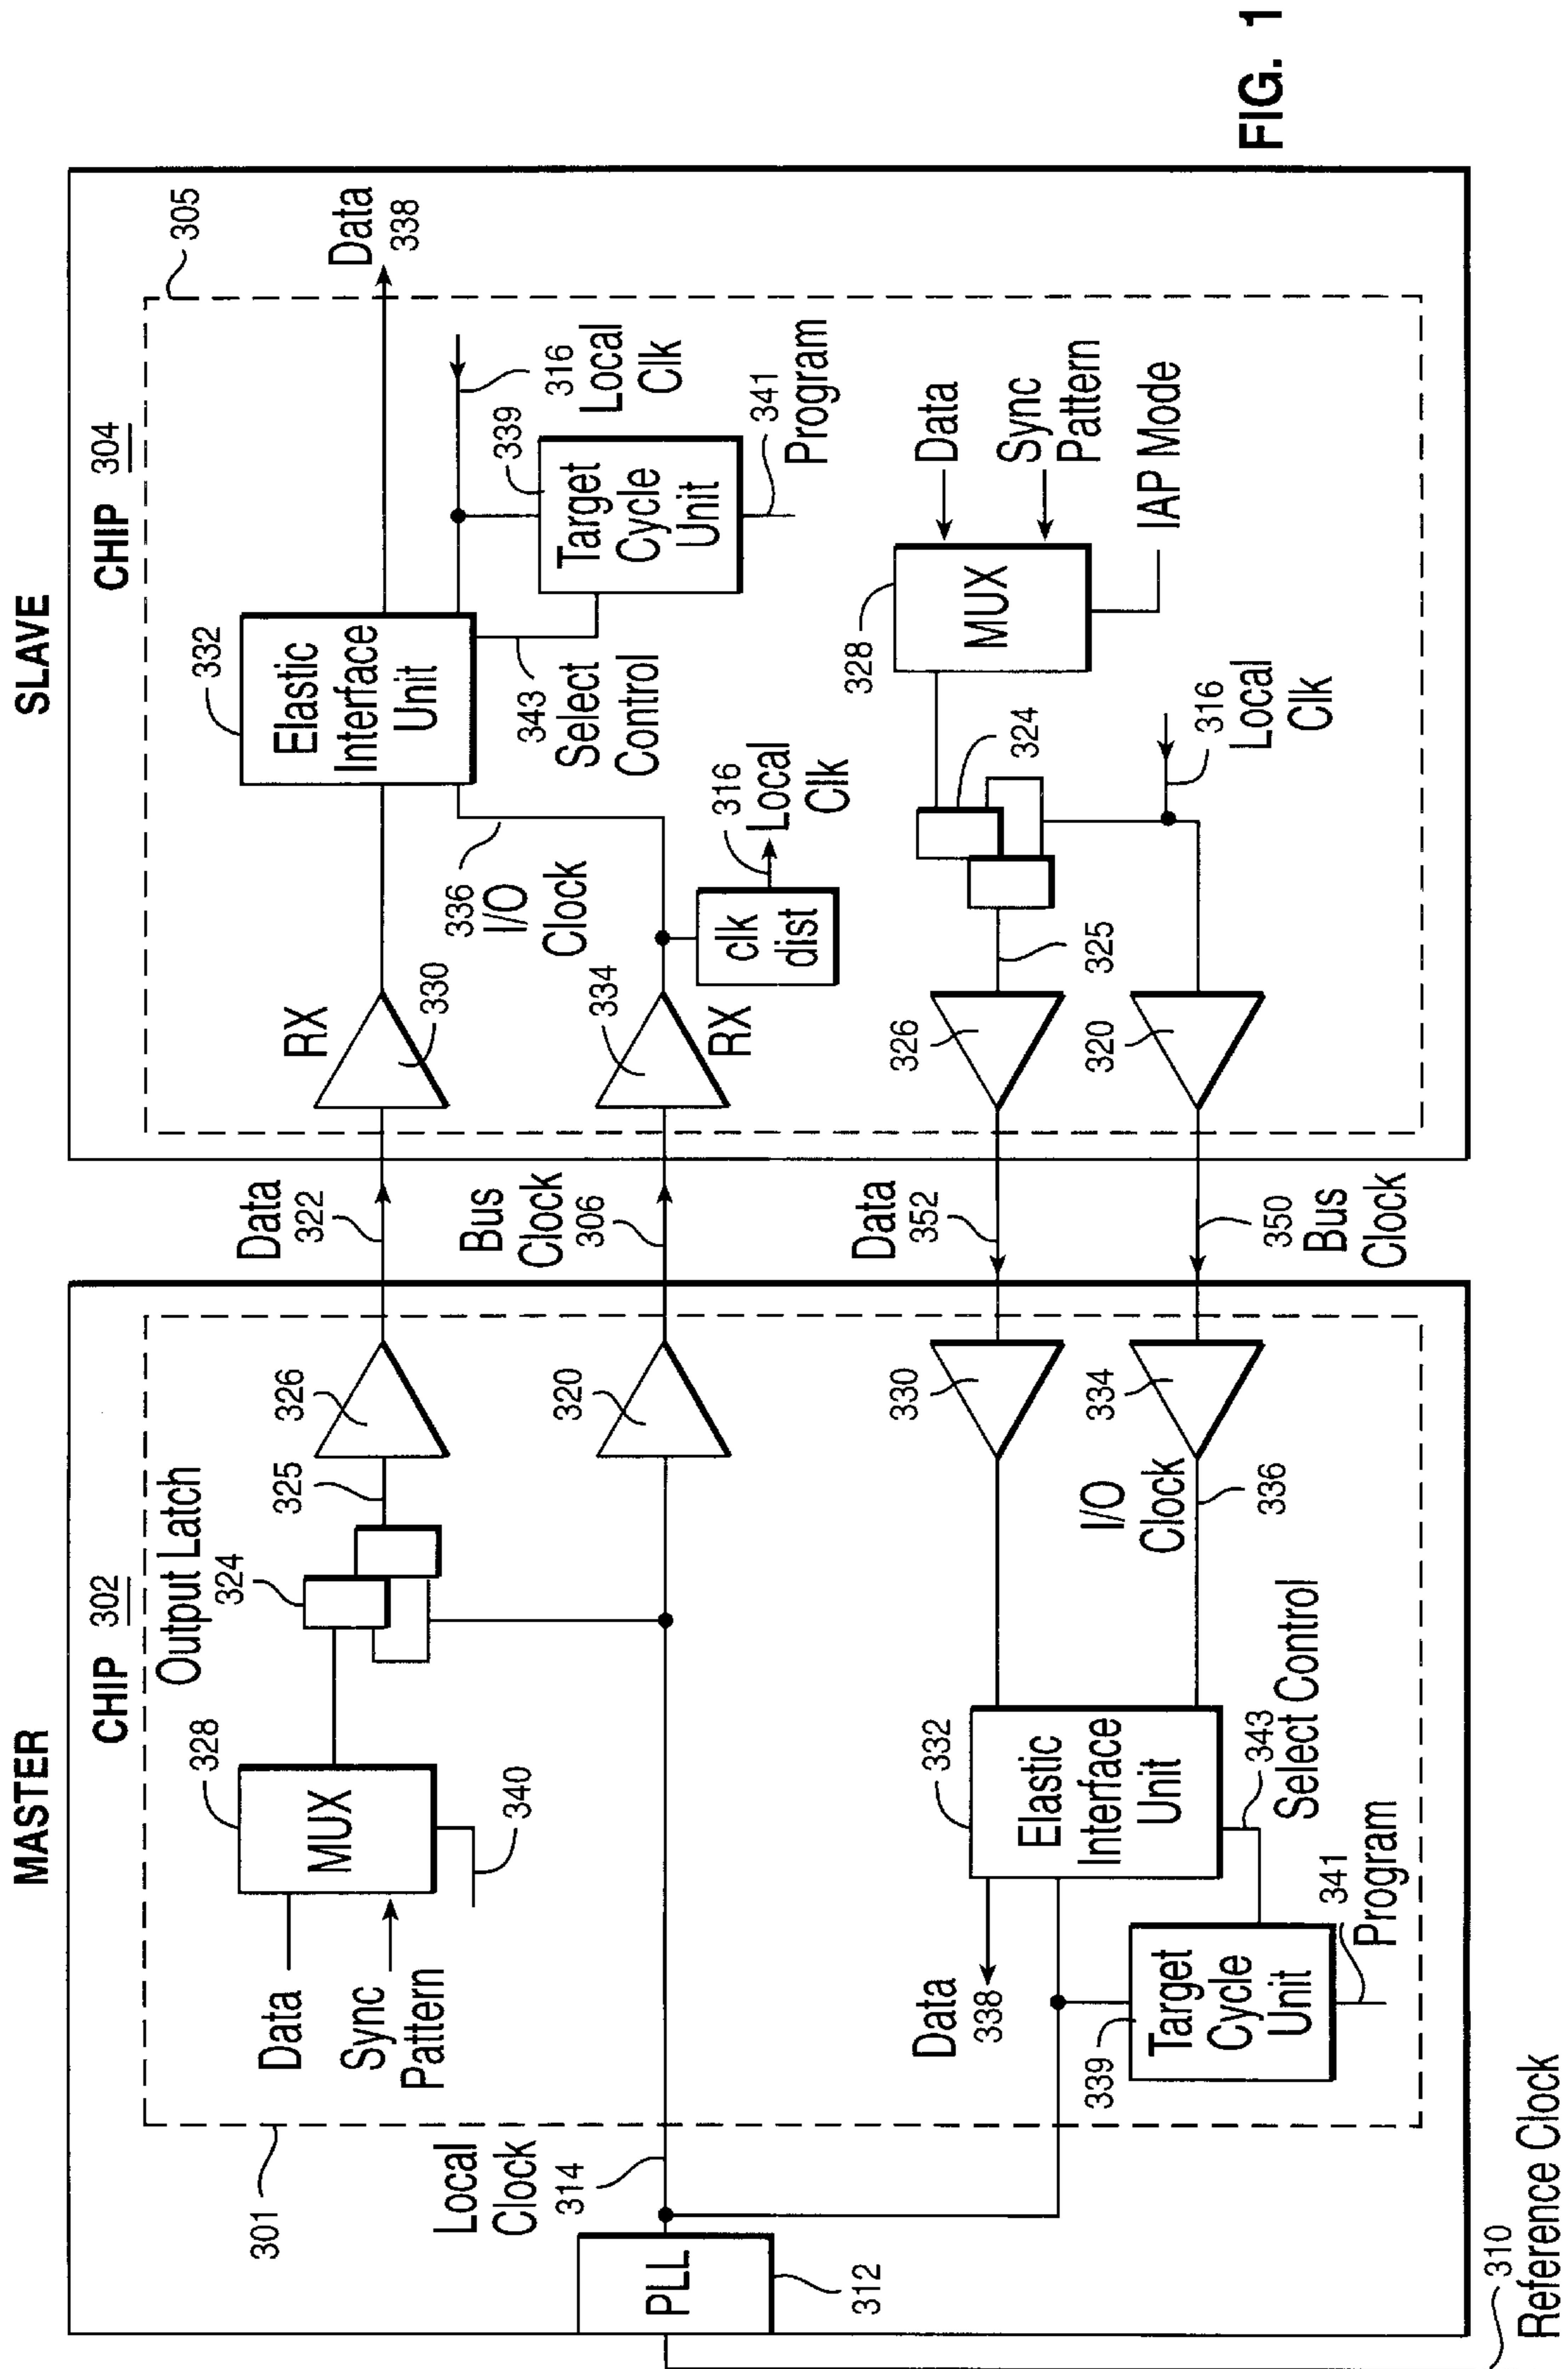 MASTER
CHIP 302
Output Latch
324
328
MUX
Data
Sync
Pattern
340
325
326
301
Local
Clock
314
PLL
312
320
Data
338
332
Elastic
Interface
Unit
330
334
I/O
Clock
336
343
Select Control
339
Target
Cycle
Unit
341
Program
310
Reference Clock
Data
322
Bus
Clock
306
Data
352
350
Bus
Clock
SLAVE
CHIP 304
305
RX
330
332
Elastic
Interface
Unit
Data
338
336
I/O
Clock
334
RX
clk
dist
316
Local
Clk
343
Select
Control
339
Target
Cycle
Unit
316
Local
Clk
341
Program
326
325
324
328
MUX
Data
Sync
Pattern
IAP Mode
320
316
Local
Clk
FIG. 1